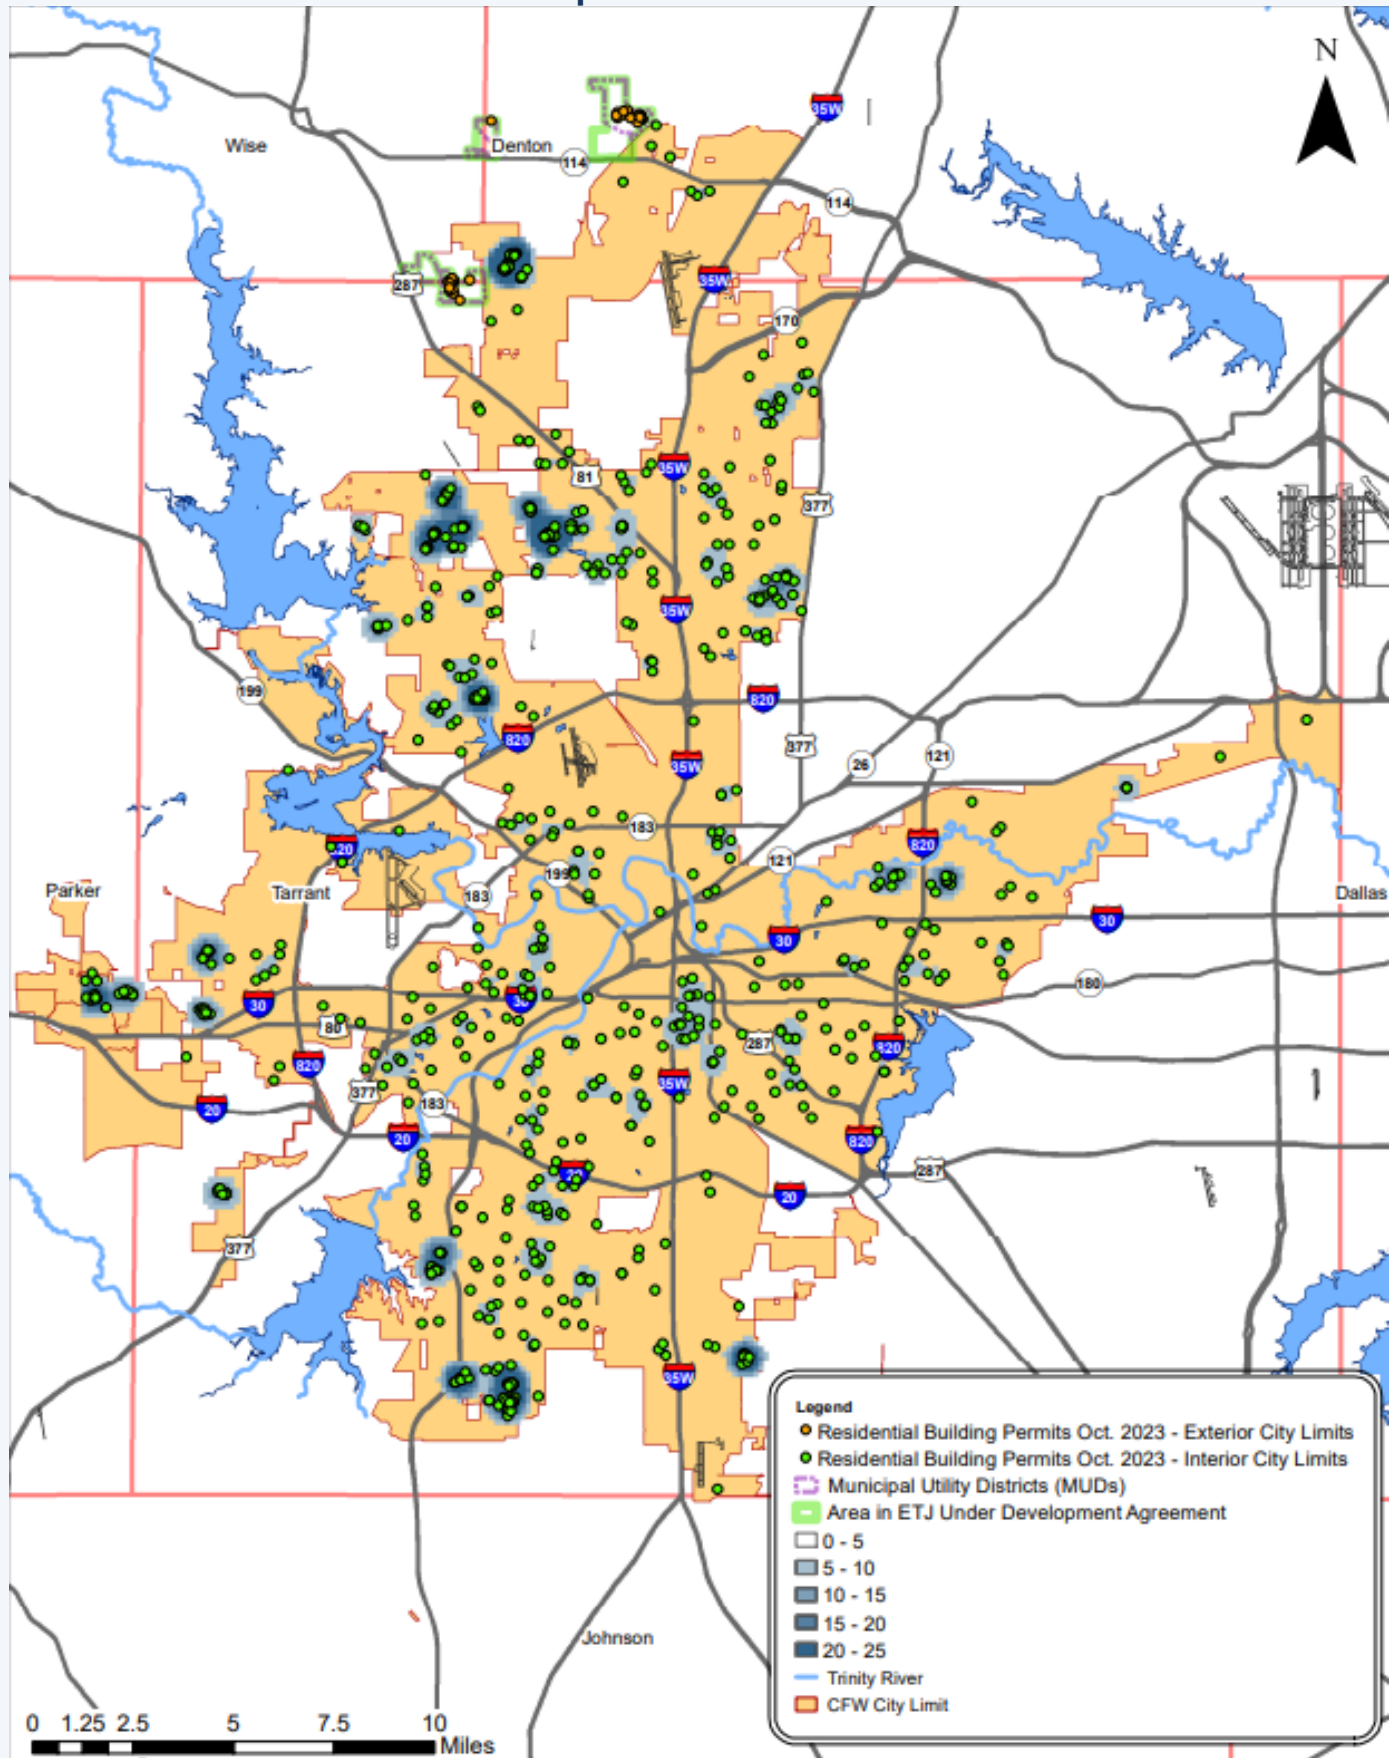 N
35W
Wise
Denton
114
114
35W
287
170
35W
81
377
35W
199
820
820
377
121
26
35W
183
820
820
121
199
Parker
Tarrant
183
Dallas
30
30
180
30
30
80
287
820
820
35W
377
183
20
20
820
287
20
20
377
35W
Legend
Residential Building Permits Oct. 2023 - Exterior City Limits
Residential Building Permits Oct. 2023 - Interior City Limits
Municipal Utility Districts (MUDs)
Area in ETJ Under Development Agreement
0 - 5
5 - 10
10 - 15
15 - 20
20 - 25
Trinity River
CFW City Limit
Johnson
0 1.25 2.5 5 7.5 10
Miles